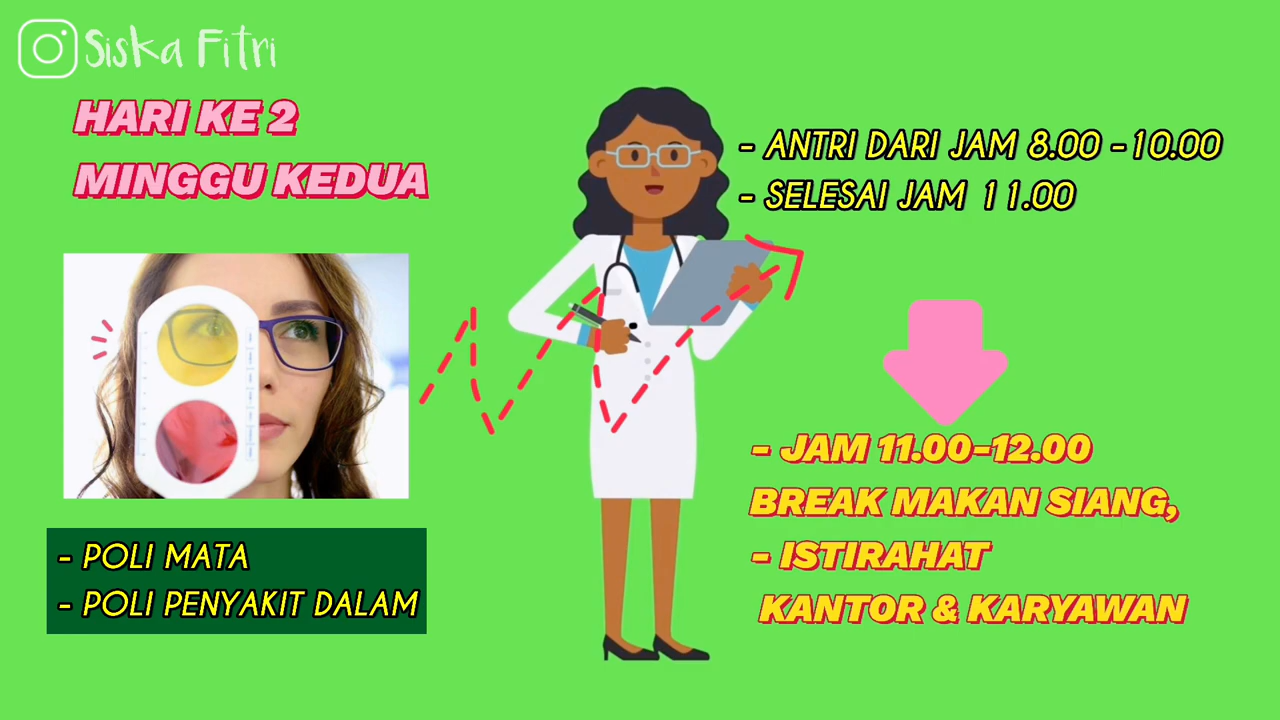 Siska Fitri
HARI KE 2
MINGGU KEDUA
- ANTRI DARI JAM 8.00 -10.00
- SELESAI JAM 11.00
- JAM 11.00-12.00
BREAK MAKAN SIANG,
- ISTIRAHAT
KANTOR & KARYAWAN
- POLI MATA
- POLI PENYAKIT DALAM